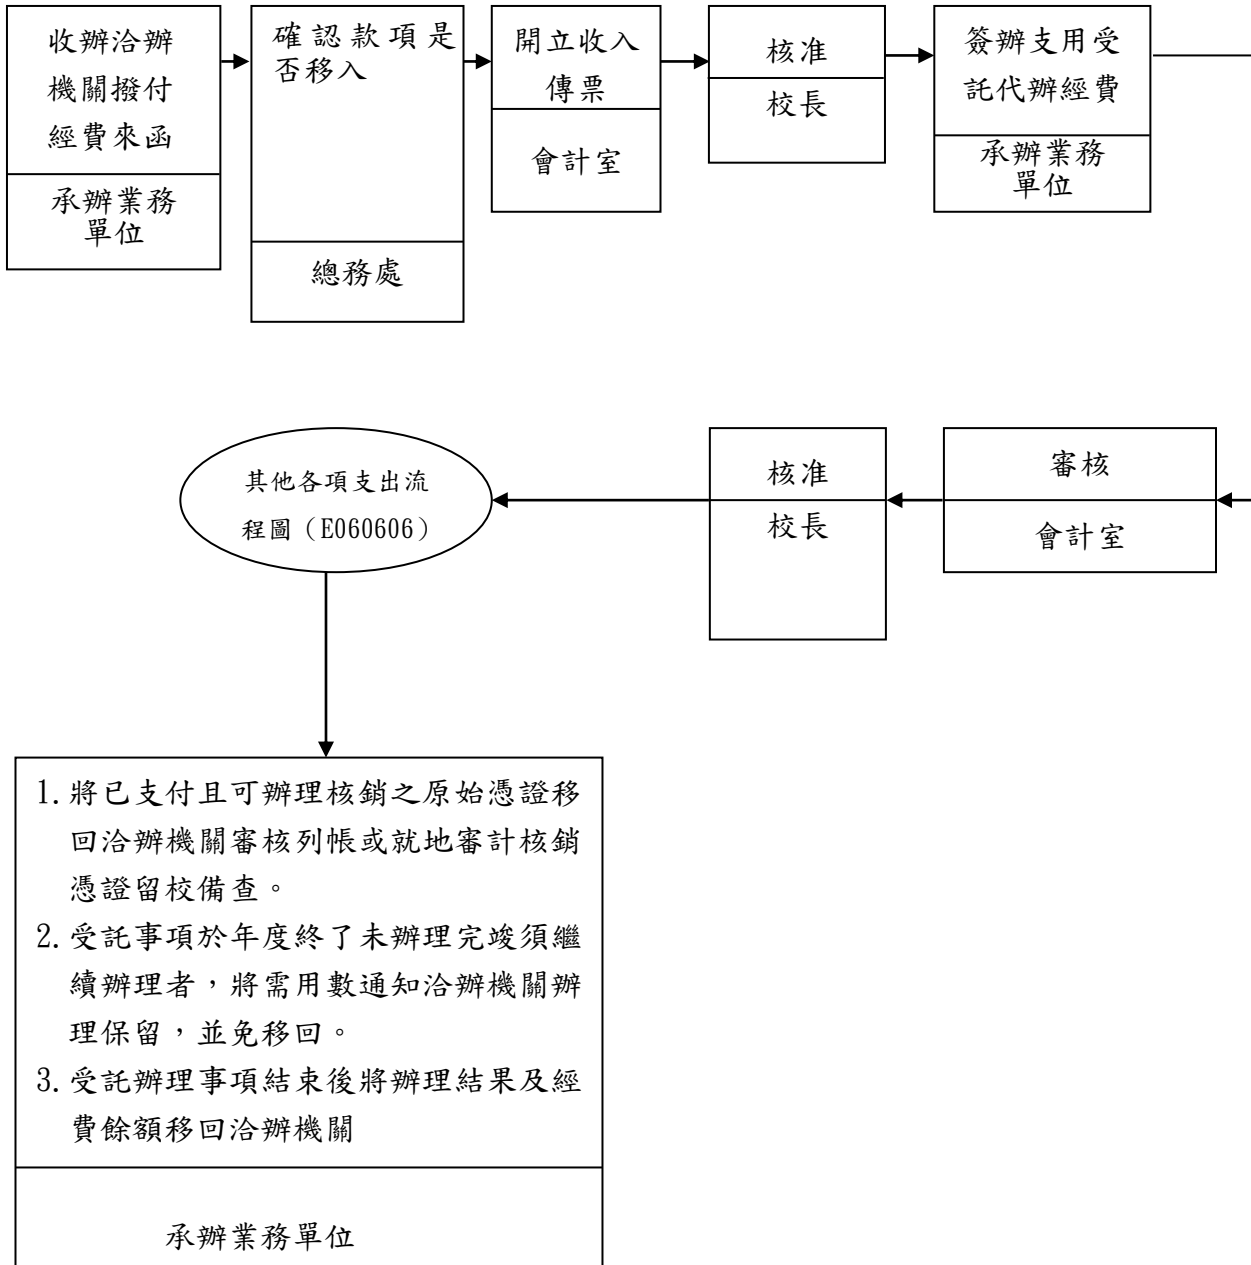 收辦洽辦
機關撥付
經費來函
承辦業務
單位
確認款項是
否移入
總務處
開立收入
傳票
會計室
核准
校長
簽辦支用受
託代辦經費
承辦業務
單位
審核
會計室
核准
校長
其他各項支出流
程圖（E060606）
1.將已支付且可辦理核銷之原始憑證移
回洽辦機關審核列帳或就地審計核銷
憑證留校備查。
2.受託事項於年度終了未辦理完竣須繼
續辦理者，將需用數通知洽辦機關辦
理保留，並免移回。
3.受託辦理事項結束後將辦理結果及經
費餘額移回洽辦機關
承辦業務單位